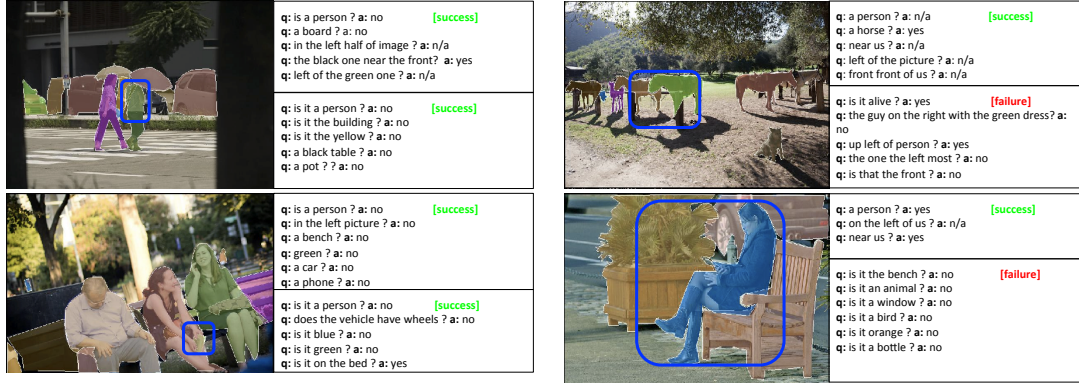 q: is a person ? a: no [success]
q: a board ? a: no
q: in the left half of image ? a: n/a
q: the black one near the front? a: yes
q: left of the green one ? a: n/a
q: is it a person ? a: no [success]
q: is it the building ? a: no
q: is it the yellow ? a: no
q: a black table ? a: no
q: a pot ? ? a: no
q: a person ? a: n/a [success]
q: a horse ? a: yes
q: near us ? a: n/a
q: left of the picture ? a: n/a
q: front front of us ? a: n/a
q: is it alive ? a: yes [failure]
q: the guy on the right with the green dress? a:
no
q: up left of person ? a: yes
q: the one the left most ? a: no
q: is that the front ? a: no
q: is a person ? a: no [success]
q: in the left picture ? a: no
q: a bench ? a: no
q: green ? a: no
q: a car ? a: no
q: a phone ? a: no
q: is it a person ? a: no [success]
q: does the vehicle have wheels ? a: no
q: is it blue ? a: no
q: is it green ? a: no
q: is it on the bed ? a: yes
q: a person ? a: yes [success]
q: on the left of us ? a: n/a
q: near us ? a: yes
q: is it the bench ? a: no [failure]
q: is it an animal ? a: no
q: is it a window ? a: no
q: is it a bird ? a: no
q: is it orange ? a: no
q: is it a bottle ? a: no